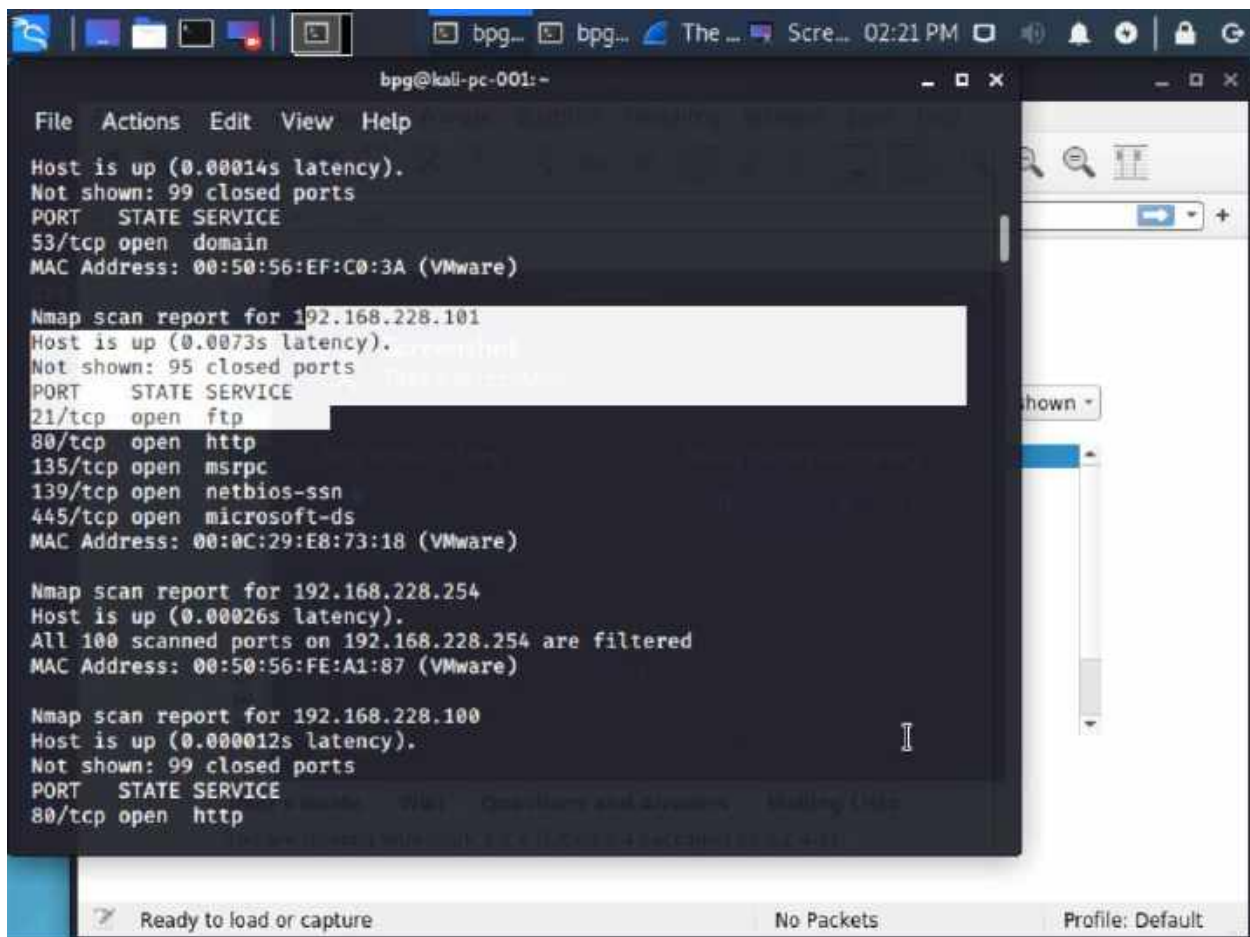 bpg... bpg... The ... Scre... 02:21 PM
bpg@kali-pc-001: ~
File Actions Edit View Help
Host is up (0.00014s latency).
Not shown: 99 closed ports
PORT STATE SERVICE
53/tcp open domain
MAC Address: 00:50:56:EF:C0:3A (VMware)
Nmap scan report for 192.168.228.101
Host is up (0.0073s latency).
Not shown: 95 closed ports
PORT STATE SERVICE
21/tcp open ftp
80/tcp open http
135/tcp open msrpc
139/tcp open netbios-ssn
445/tcp open microsoft-ds
MAC Address: 00:0C:29:E8:73:18 (VMware)
Nmap scan report for 192.168.228.254
Host is up (0.00026s latency).
All 100 scanned ports on 192.168.228.254 are filtered
MAC Address: 00:50:56:FE:A1:87 (VMware)
Nmap scan report for 192.168.228.100
Host is up (0.000012s latency).
Not shown: 99 closed ports
PORT STATE SERVICE
80/tcp open http
shown
Ready to load or capture No Packets Profile: Default